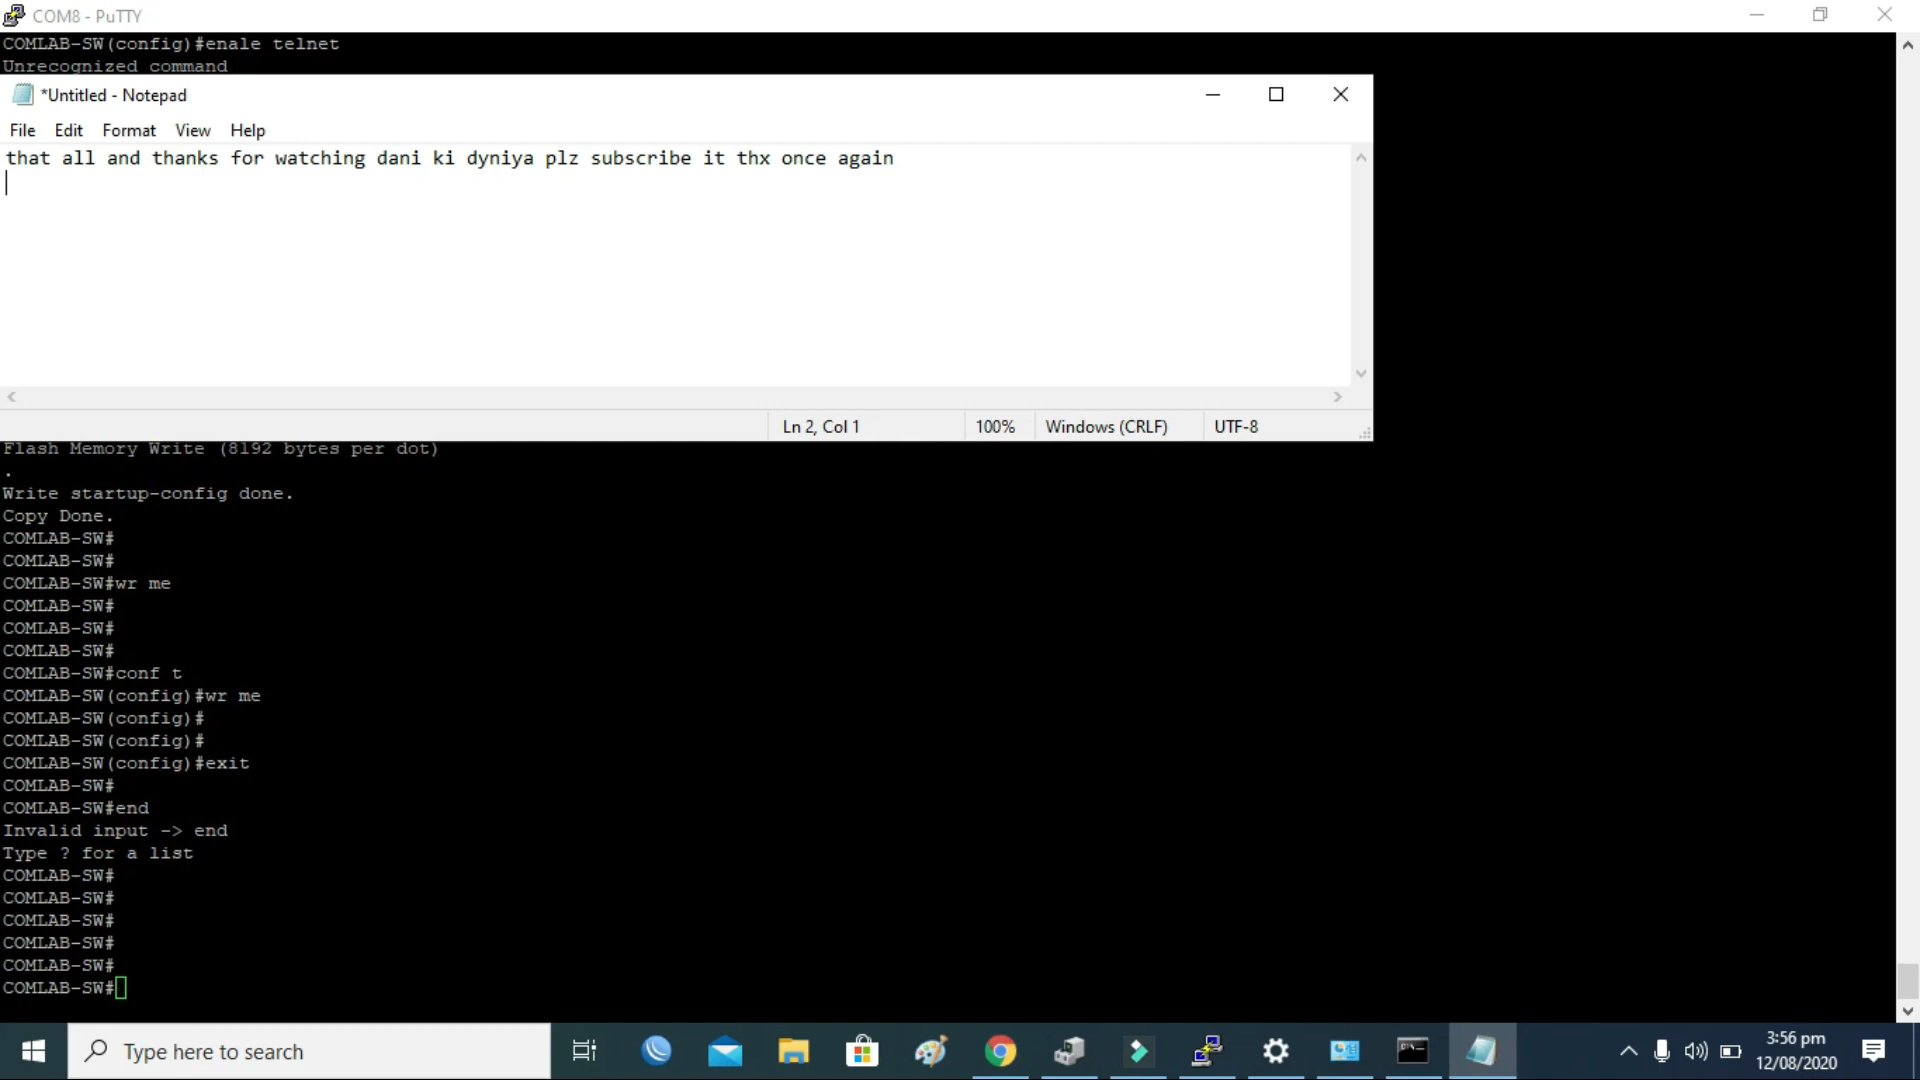 COM8 - PuTTY
COMLAB-SW(config)#enale telnet
Unrecognized command
*Untitled - Notepad
File Edit Format View Help
that all and thanks for watching dani ki dyniya plz subscribe it thx once again
Ln 2, Col 1 100% Windows (CRLF) UTF-8
Flash Memory Write (8192 bytes per dot)
.
Write startup-config done.
Copy Done.
COMLAB-SW#
COMLAB-SW#
COMLAB-SW#wr me
COMLAB-SW#
COMLAB-SW#
COMLAB-SW#
COMLAB-SW#conf t
COMLAB-SW(config)#wr me
COMLAB-SW(config)#
COMLAB-SW(config)#
COMLAB-SW(config)#exit
COMLAB-SW#
COMLAB-SW#end
Invalid input -> end
Type ? for a list
COMLAB-SW#
COMLAB-SW#
COMLAB-SW#
COMLAB-SW#
COMLAB-SW#
COMLAB-SW#
Type here to search
3:56 pm
12/08/2020